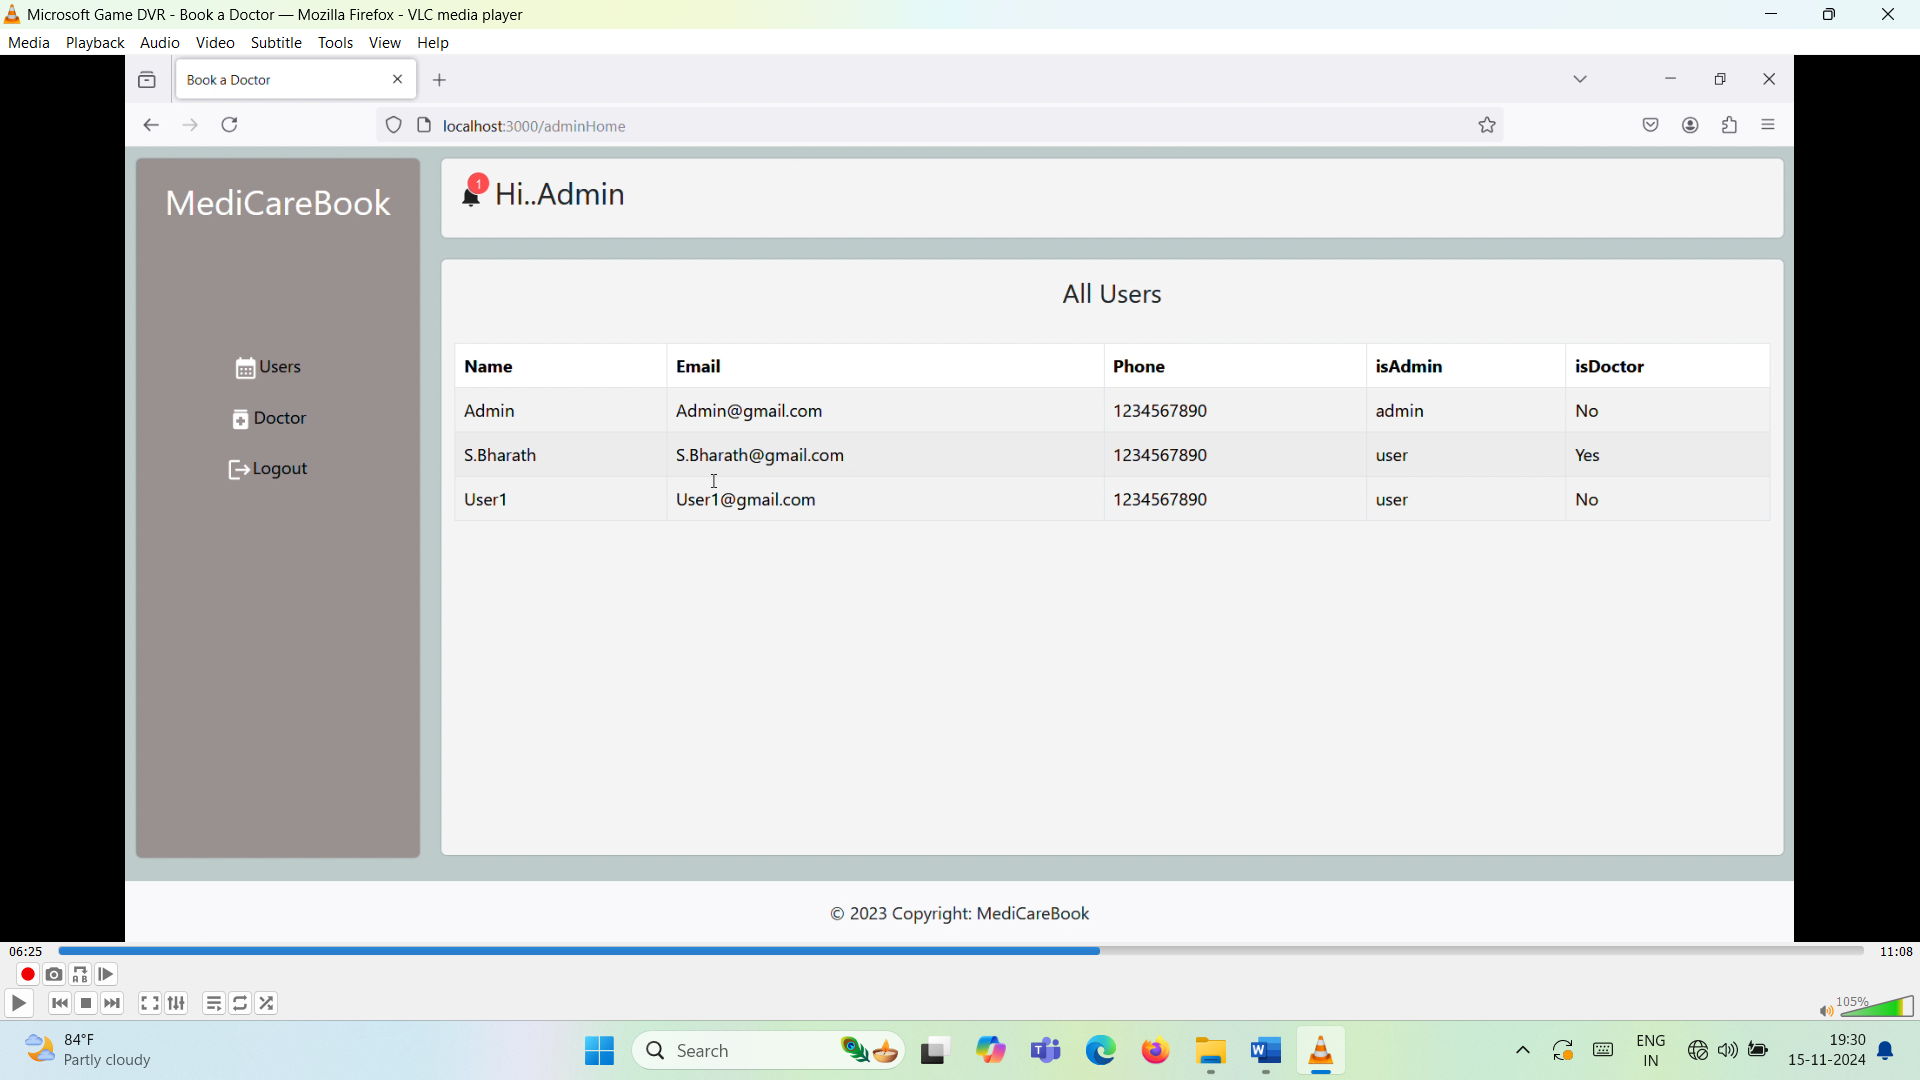 Microsoft Game DVR - Book a Doctor — Mozilla Firefox - VLC media player
Media Playback Audio Video Subtitle Tools View Help
Book a Doctor
localhost:3000/adminHome
MediCareBook
1
Hi..Admin
Users
Doctor
Logout
All Users
Name Email Phone isAdmin isDoctor
Admin Admin@gmail.com 1234567890 admin No
S.Bharath S.Bharath@gmail.com 1234567890 user Yes
User1 User1@gmail.com 1234567890 user No
© 2023 Copyright: MediCareBook
06:25 11:08
105%
84°F
Partly cloudy
Search
ENG
IN
19:30
15-11-2024